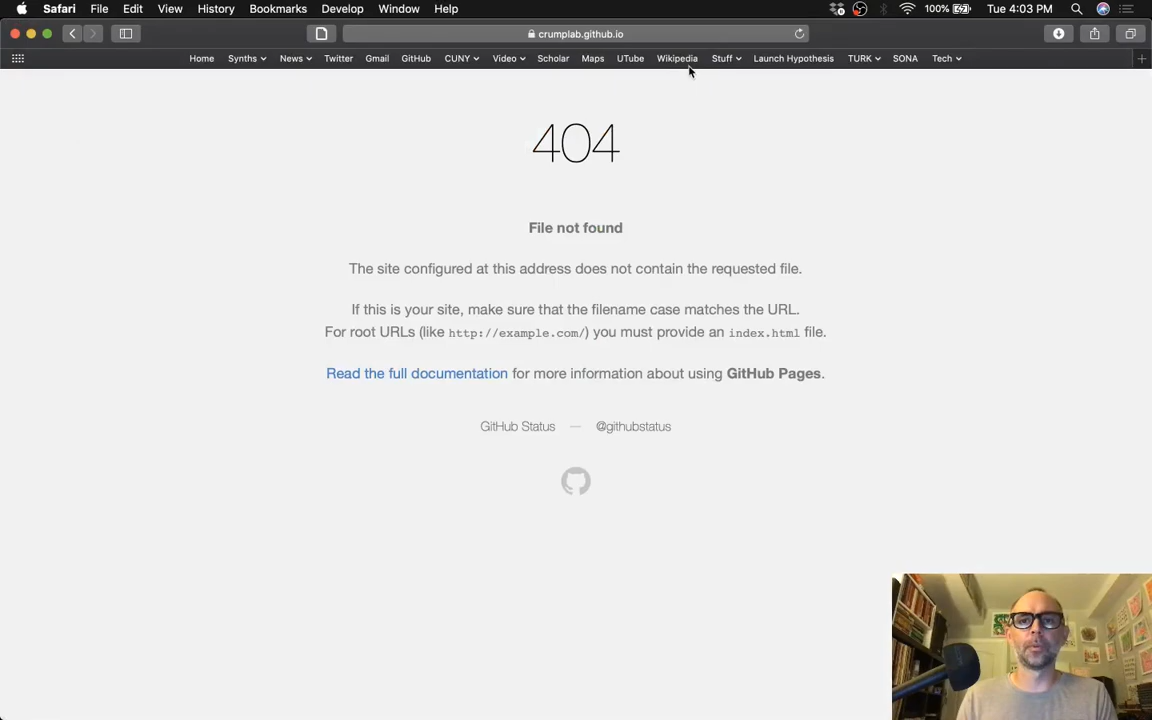 Safari File Edit View History Bookmarks Develop Window Help 100% Tue 4:03 PM
crumplab.github.io
Home Synths News Twitter Gmail GitHub CUNY Video Scholar Maps UTube Wikipedia Stuff Launch Hypothesis TURK SONA Tech
404
File not found
The site configured at this address does not contain the requested file.
If this is your site, make sure that the filename case matches the URL.
For root URLs (like http://example.com/) you must provide an index.html file.
Read the full documentation for more information about using GitHub Pages.
GitHub Status — @githubstatus